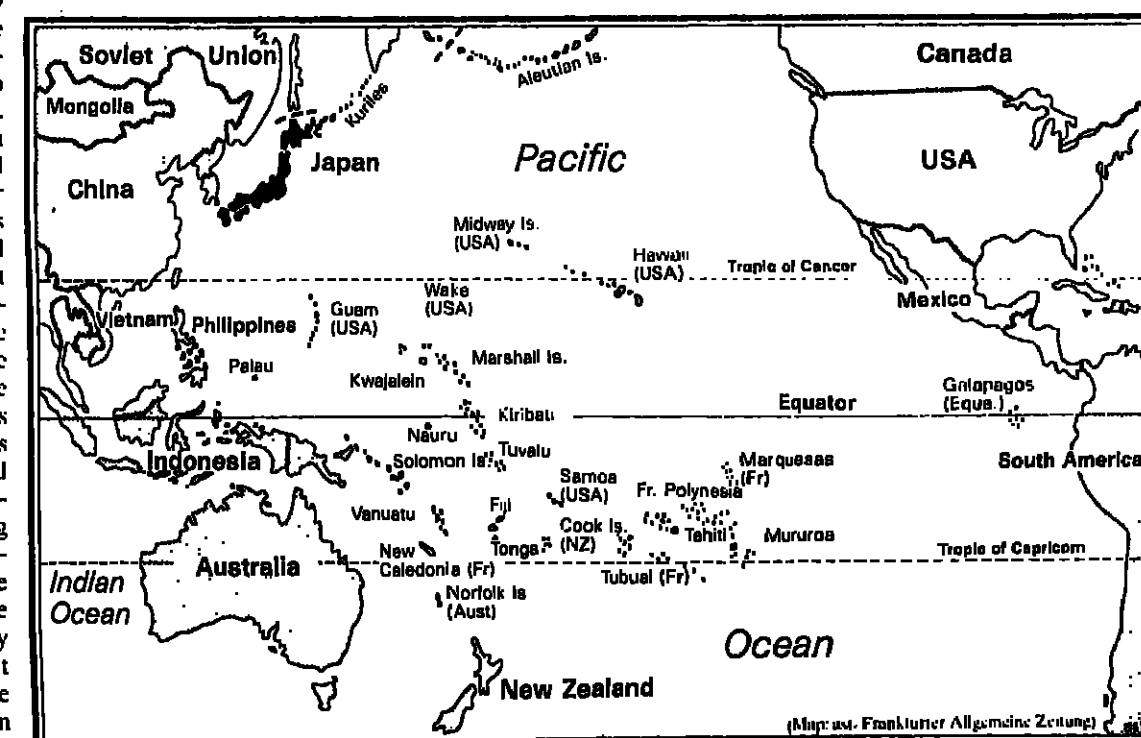 Soviet Union
Canada
Aleutian Is.
Mongolia
Kuriles
Japan
Pacific
USA
China
Midway Is.
(USA)
Hawaii
(USA)
Tropic of Cancer
Wake
(USA)
Guam
(USA)
Mexico
Vietnam
Philippines
Palau
Marshall Is.
Kwajalein
Galapagos
(Equa.)
Equator
Kiribati
Nauru
Tuvalu
Indonesia
Solomon Is.
Marquesas
(Fr)
South America
Samoa
(USA)
Fr. Polynesia
Vanuatu
Fiji
Cook Is.
(NZ)
Tahiti
Mururoa
Tonga
New
Caledonia (Fr)
Tropic of Capricorn
Australia
Tubuai (Fr)
Indian
Ocean
Norfolk Is
(Aust)
Ocean
New Zealand
(Map: Frankfurter Allgemeine Zeitung)